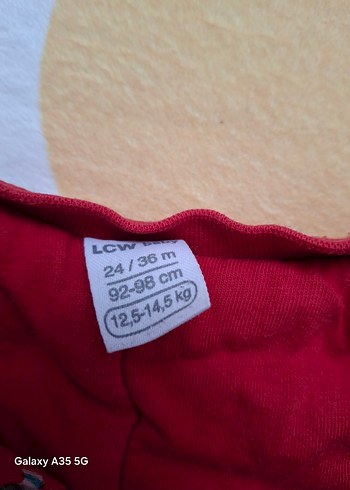 LCW baby
24 / 36 m
92-98 cm
12,5-14,5 kg
Galaxy A35 5G